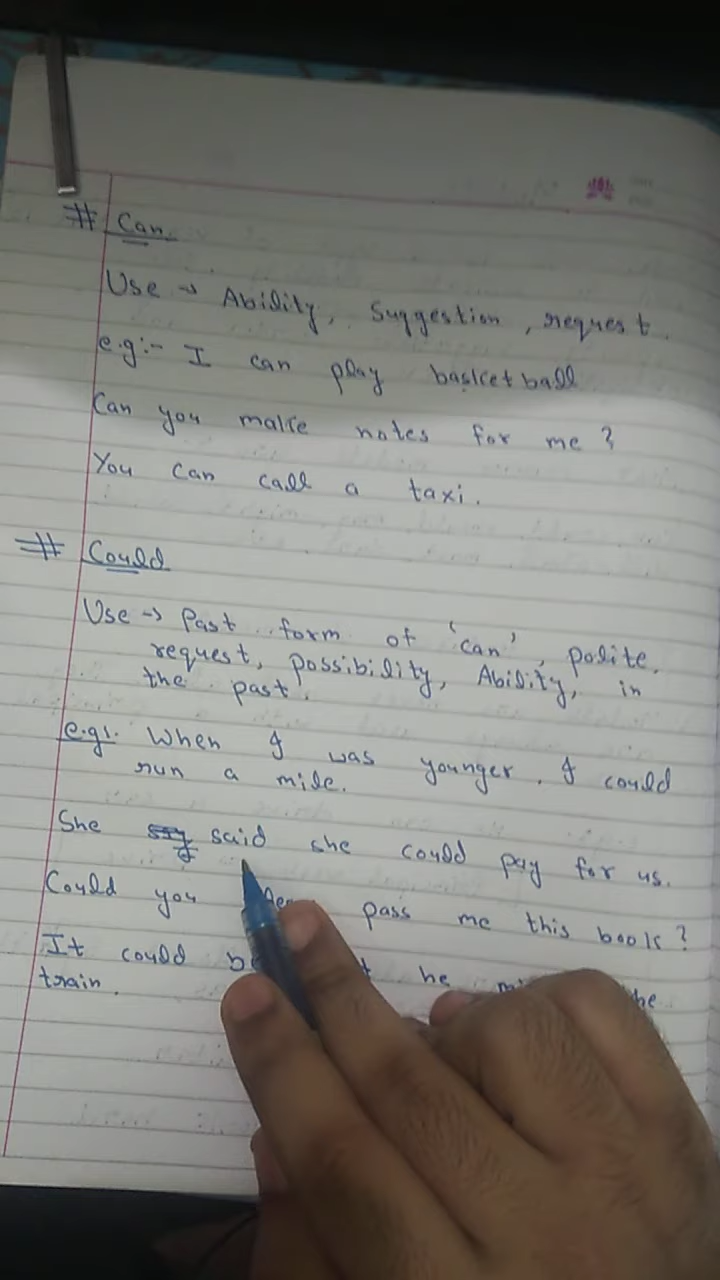 # Can
Use → Ability, Suggestion, request.
e.g:- I can play basketball
Can you make notes for me?
You can call a taxi.
# Could
Use → Past form of 'can', polite.
request, possibility, Ability, in
the past.
e.g:. When I was younger. I could
run a mile.
She said she could pay for us.
Could you pass me this book?
It could he
train.